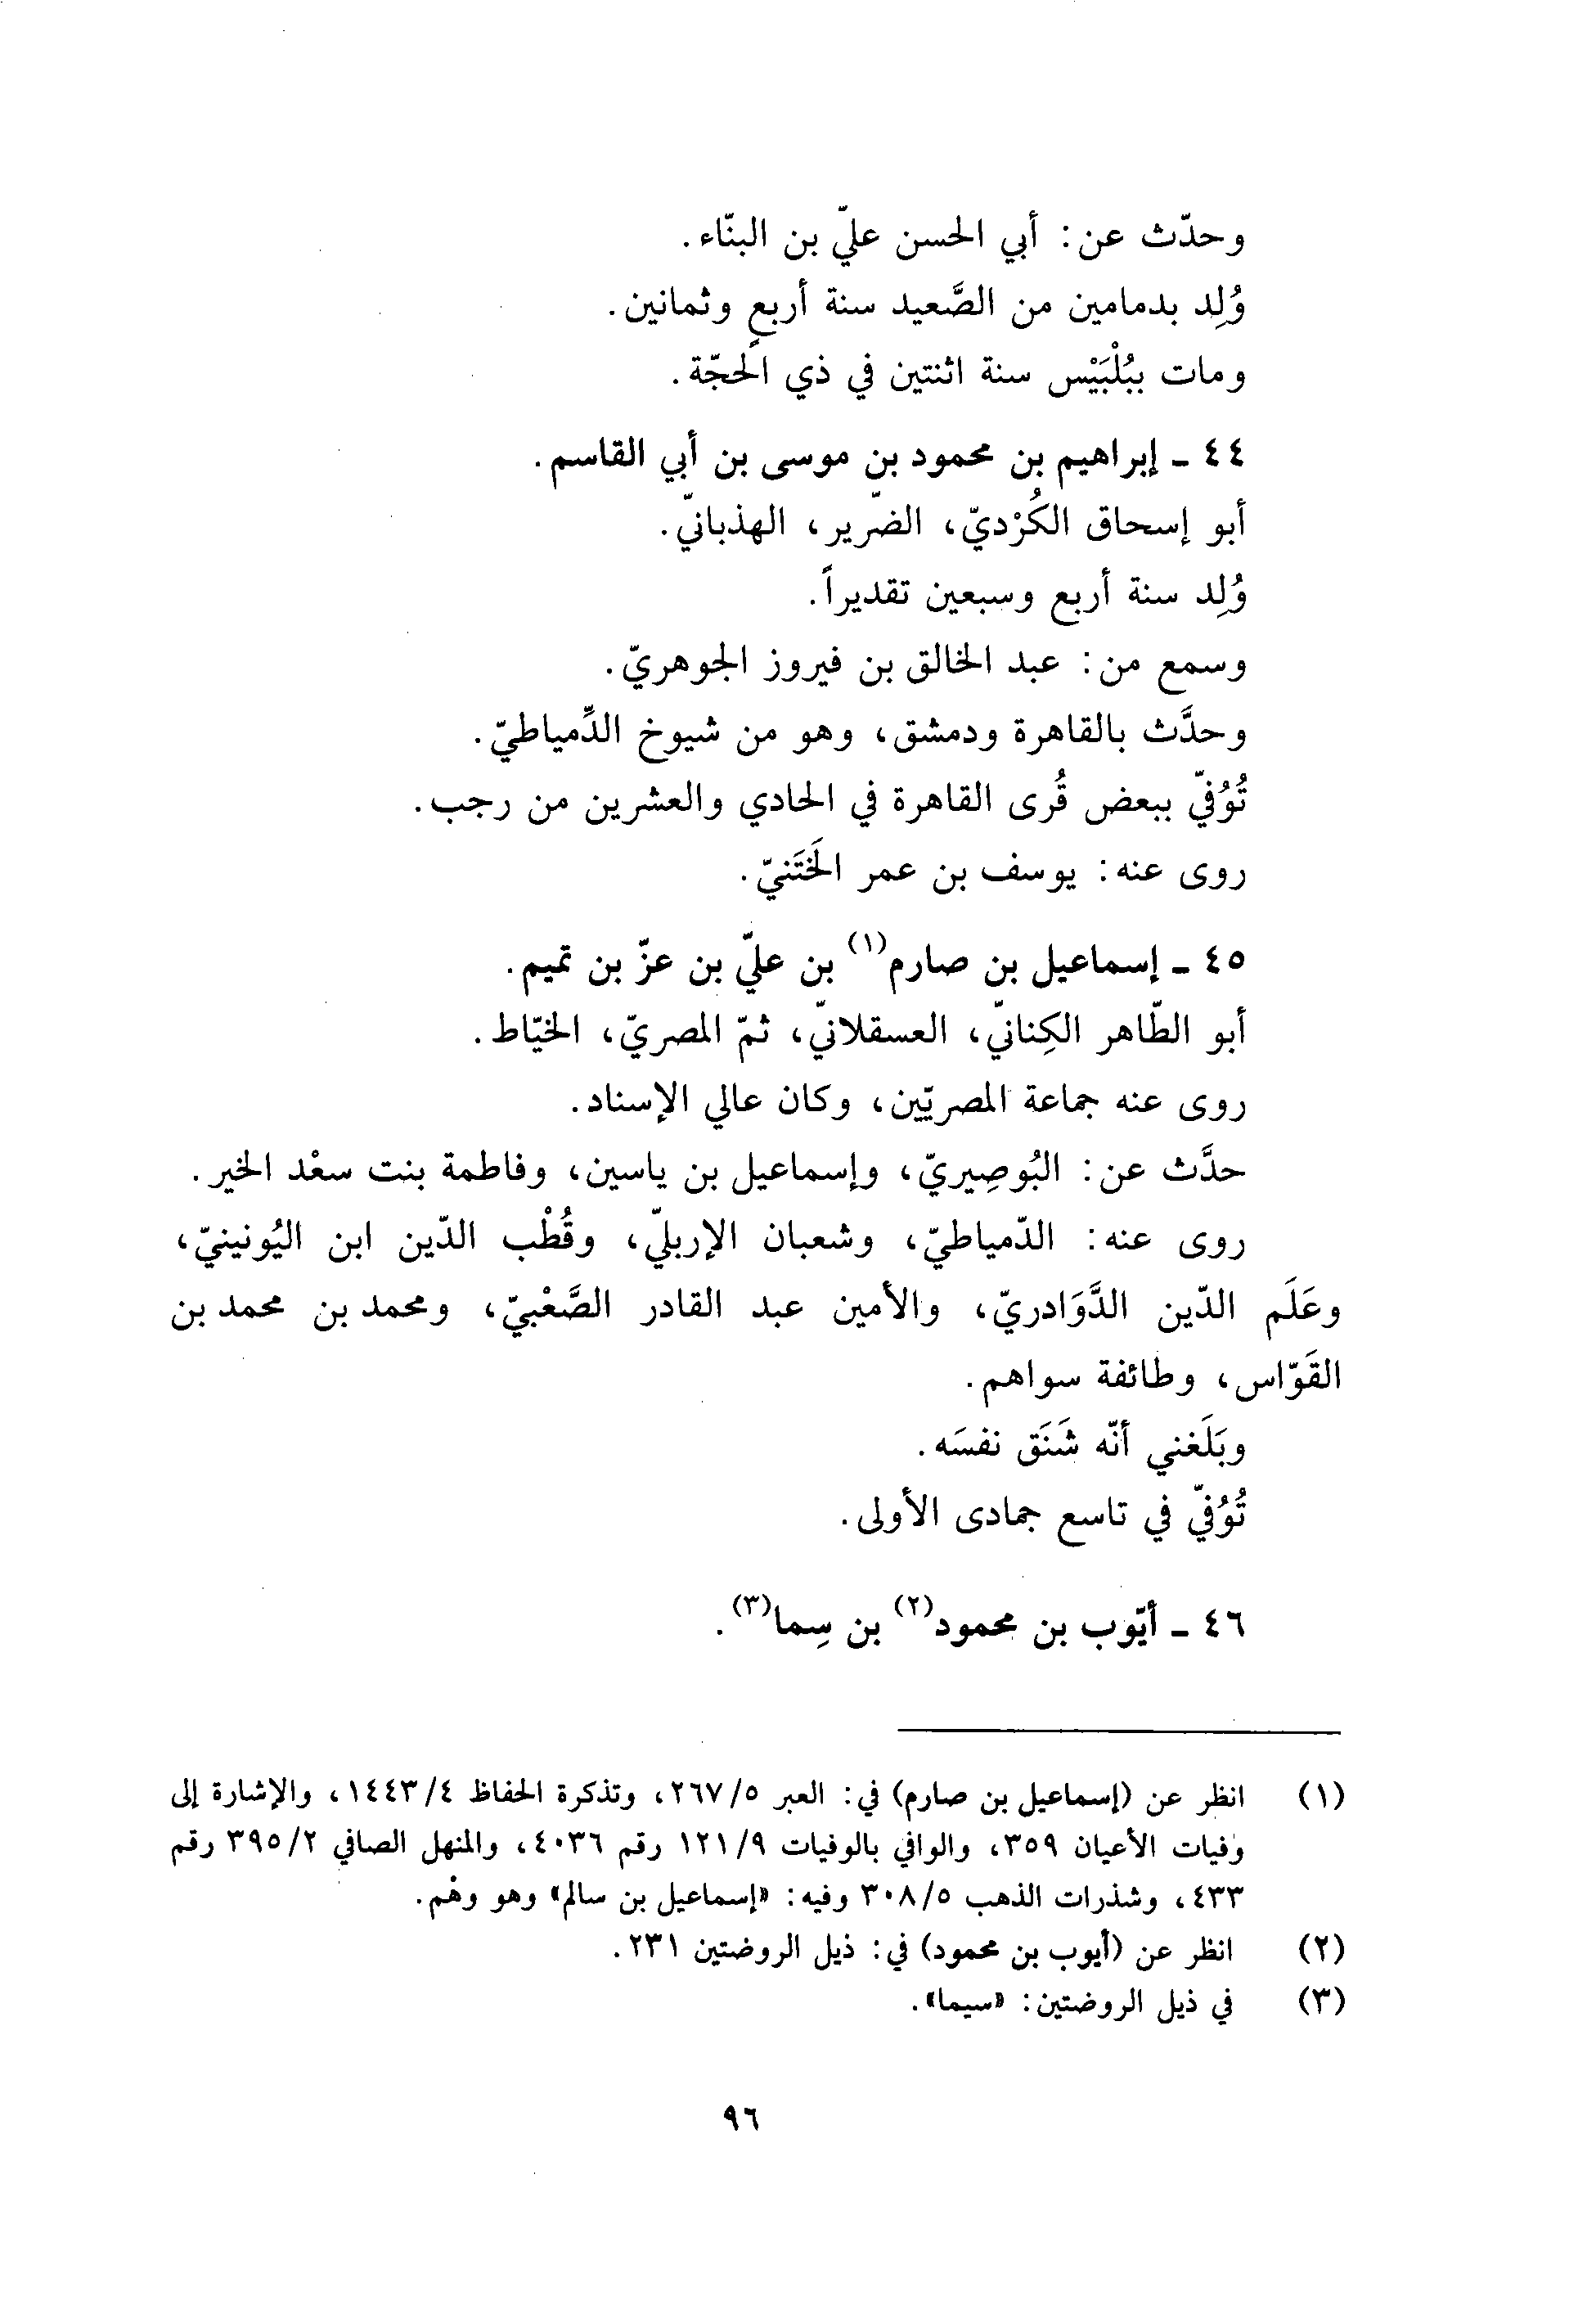 وحدّث عن: أبي الحسن عليّ بن البنّاء.
وُلِد بدمامين من الصَّعيد سنة أربعٍ وثمانين.
ومات ببُلْبَيْس سنة اثنتين في ذي الحجّة.
٤٤ - إبراهيم بن محمود بن موسى بن أبي القاسم.
أبو إسحاق الكُرْديّ، الضّرير، الهذبانيّ.
وُلِد سنة أربع وسبعين تقديراً.
وسمع من: عبد الخالق بن فيروز الجوهريّ.
وحدَّث بالقاهرة ودمشق، وهو من شيوخ الدِّمياطيّ.
تُوُفّي ببعض قُرى القاهرة في الحادي والعشرين من رجب.
روى عنه: يوسف بن عمر الخَتَنيّ.
٤٥ - إسماعيل بن صارم(١) بن عليّ بن عزّ بن تميم.
أبو الطّاهر الكِنانيّ، العسقلانيّ، ثمّ المصريّ، الخيّاط.
روى عنه جماعة المصريّين، وكان عالي الإسناد.
حدَّث عن: البُوصِيريّ، وإسماعيل بن ياسين، وفاطمة بنت سعْد الخير.
روى عنه: الدّمياطيّ، وشعبان الإربليّ، وقُطْب الدّين ابن اليُونينيّ،
وعَلَم الدّين الدَّوَادريّ، والأمين عبد القادر الصَّعْبيّ، ومحمد بن محمد بن
القَوّاس، وطائفة سواهم.
وبَلَغني أنّه شَنَق نفسَه.
تُوُفّي في تاسع جمادى الأولى.
٤٦ - أيّوب بن محمود(٢) بن سِما(٣).
(١) انظر عن (إسماعيل بن صارم) في: العبر ٢٦٧/٥، وتذكرة الحفاظ ١٤٤٣/٤، والإشارة إلى
وفيات الأعيان ٣٥٩، والوافي بالوفيات ١٢١/٩ رقم ٤٠٣٦، والمنهل الصافي ٣٩٥/٢ رقم
٤٣٣، وشذرات الذهب ٣٠٨/٥ وفيه: «إسماعيل بن سالم» وهو وهْم.
(٢) انظر عن (أيوب بن محمود) في: ذيل الروضتين ٢٣١.
(٣) في ذيل الروضتين: «سيما».
٩٦